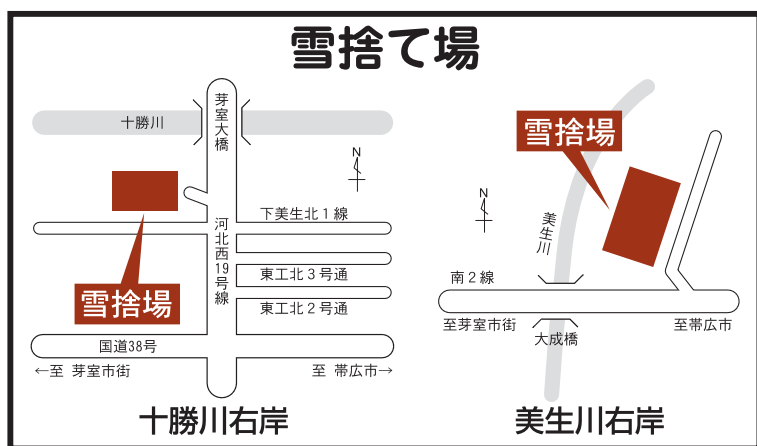 雪捨て場
十勝川
芽室大橋
N
下美生北1線
河北西19号線
東工北3号通
雪捨場
東工北2号通
国道38号
←至 芽室市街
至 帯広市→
十勝川右岸
雪捨場
N
美生川
南2線
至芽室市街
大成橋
至帯広市
美生川右岸